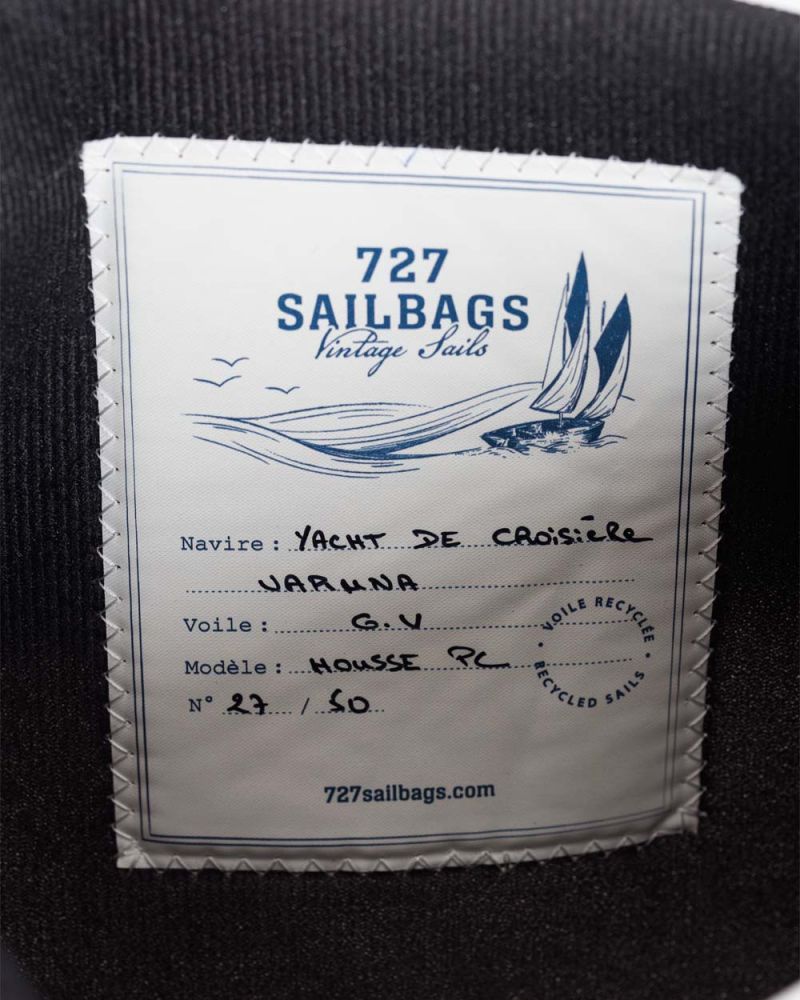 727
SAILBAGS
Vintage Sails
Navire : YACHT DE CROISIÈRE
VARUNA
Voile : G.V
Modèle : HOUSSE PC
N° 27 / 50
VOILE RECYCLÉE
RECYCLED SAILS
727sailbags.com